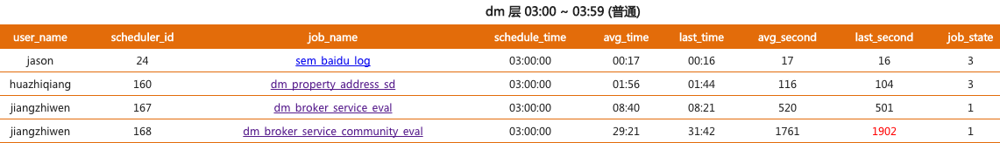 dm 层 03:00 ~ 03:59 (普通)
user_name scheduler_id job_name schedule_time avg_time last_time avg_second last_second job_state
jason 24 sem_baidu_log 03:00:00 00:17 00:16 17 16 3
huazhiqiang 160 dm_property_address_sd 03:00:00 01:56 01:44 116 104 3
jiangzhiwen 167 dm_broker_service_eval 03:00:00 08:40 08:21 520 501 1
jiangzhiwen 168 dm_broker_service_community_eval 03:00:00 29:21 31:42 1761 1902 1